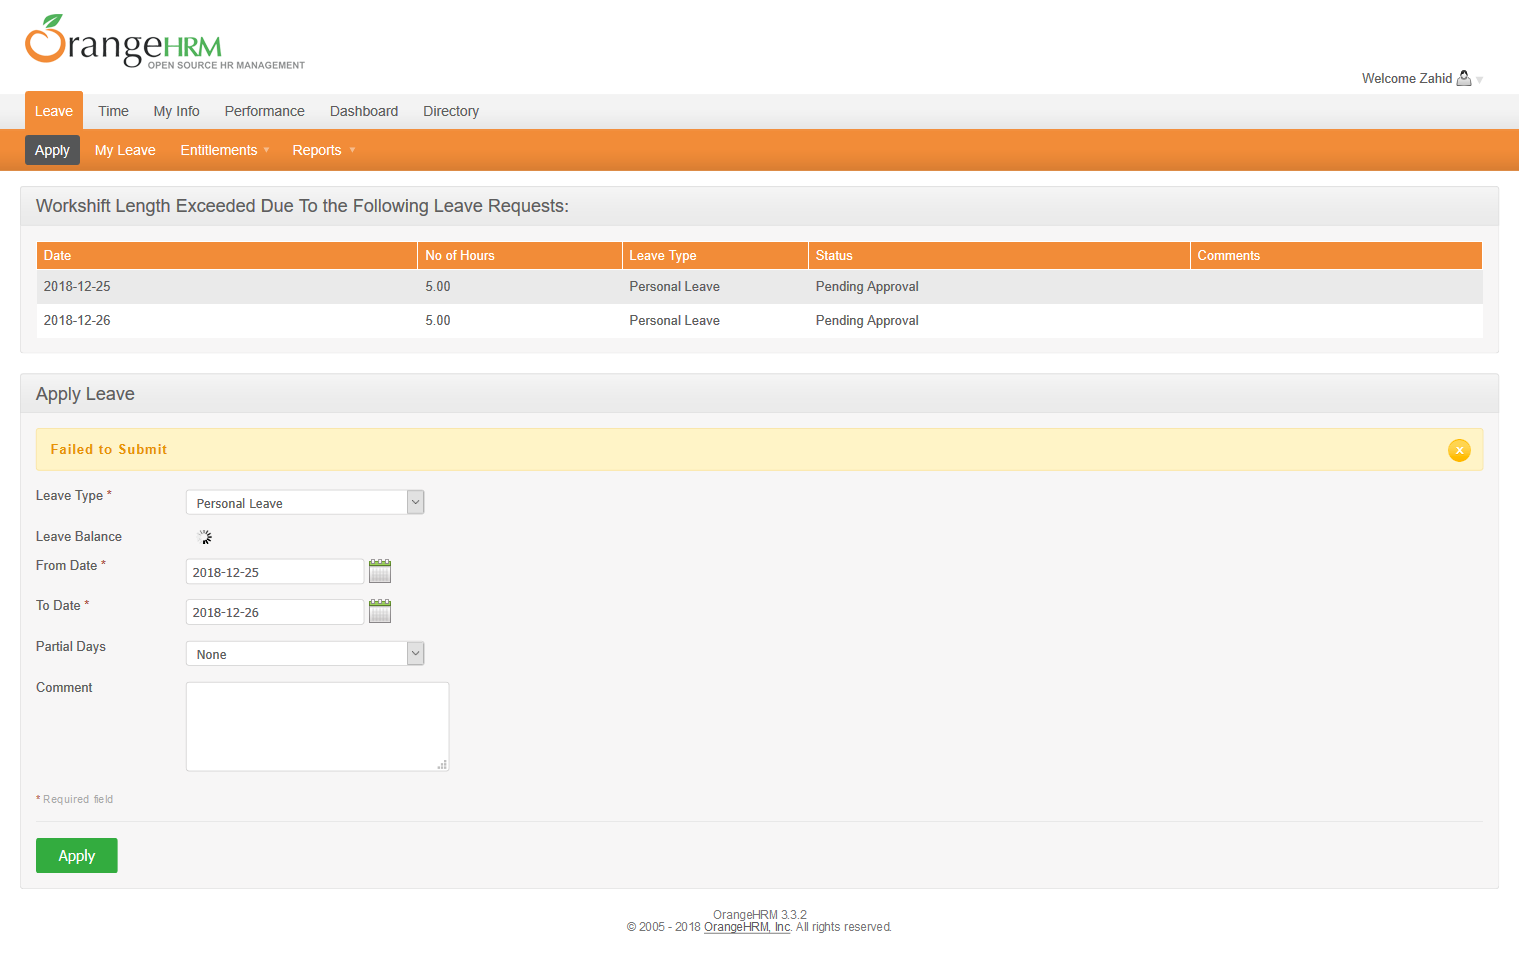 OrangeHRM
OPEN SOURCE HR MANAGEMENT
Welcome Zahid
Leave Time My Info Performance Dashboard Directory
Apply My Leave Entitlements Reports
Workshift Length Exceeded Due To the Following Leave Requests:
Date No of Hours Leave Type Status Comments
2018-12-25 5.00 Personal Leave Pending Approval
2018-12-26 5.00 Personal Leave Pending Approval
Apply Leave
Failed to Submit x
Leave Type * Personal Leave
Leave Balance
From Date * 2018-12-25
To Date * 2018-12-26
Partial Days None
Comment
* Required field
Apply
OrangeHRM 3.3.2
© 2005 - 2018 OrangeHRM, Inc. All rights reserved.